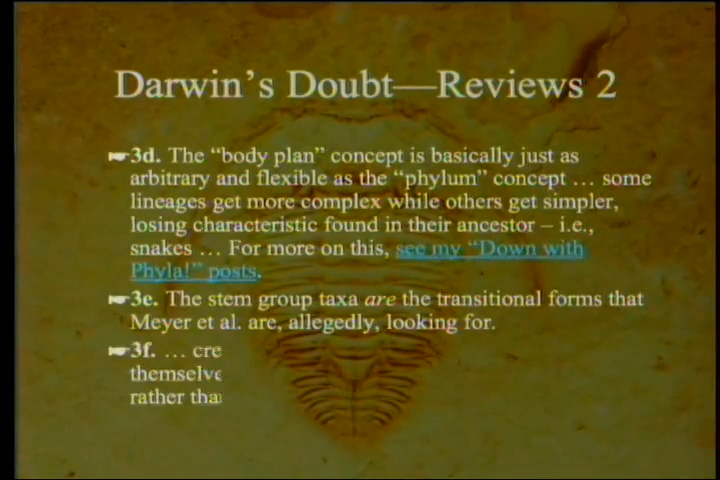 Darwin's Doubt—Reviews 2
3d. The "body plan" concept is basically just as
arbitrary and flexible as the "phylum" concept … some
lineages get more complex while others get simpler,
losing characteristic found in their ancestor – i.e.,
snakes … For more on this, see my "Down with
Phyla!" posts.
3e. The stem group taxa are the transitional forms that
Meyer et al. are, allegedly, looking for.
3f. … cre
themselve
rather tha